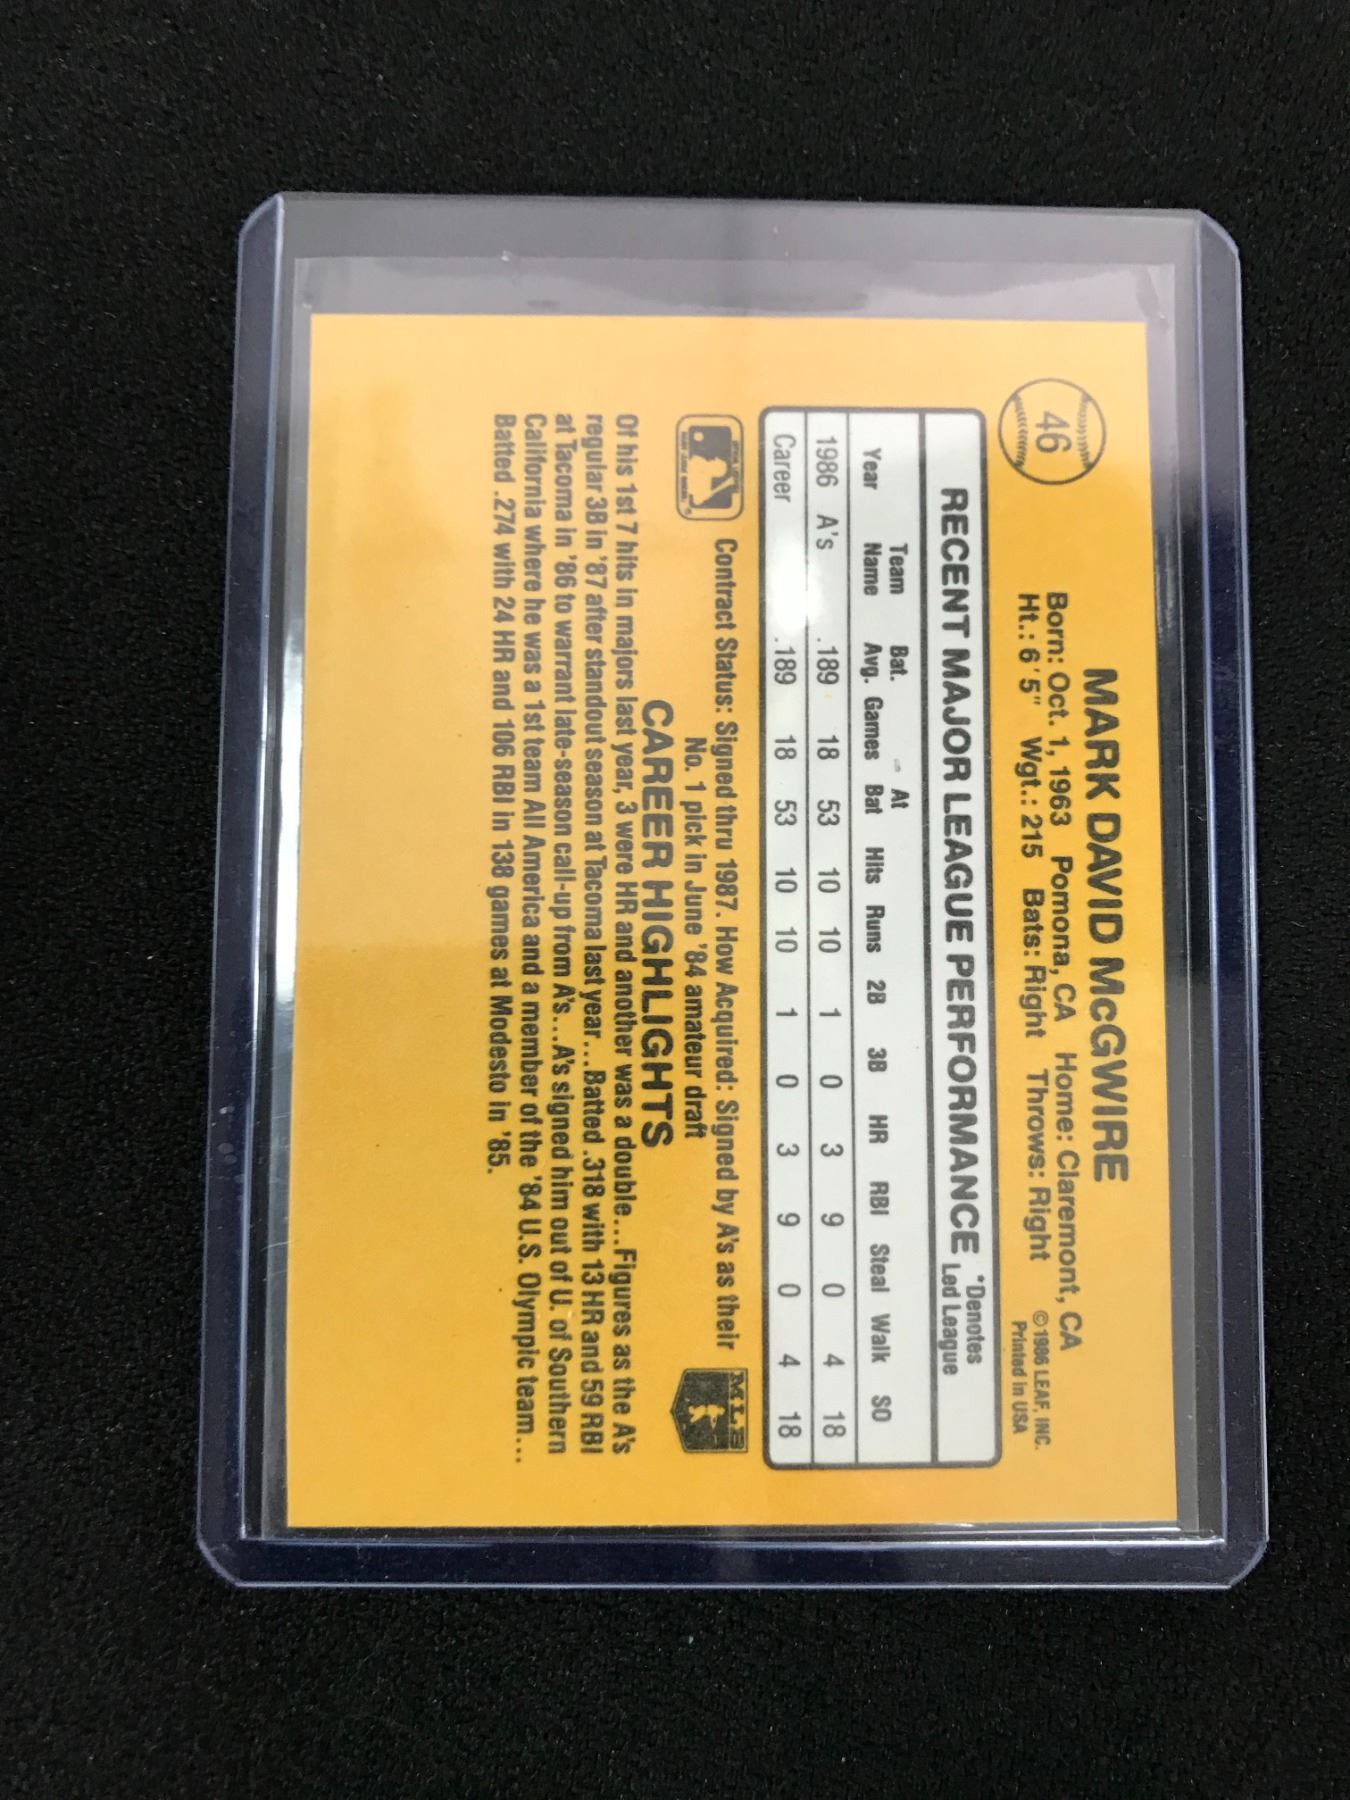 46
MARK DAVID McGWIRE
Born: Oct. 1, 1963 Pomona, CA Home: Claremont, CA
Ht.: 6'5" Wgt.: 215 Bats: Right Throws: Right
©1986 LEAF, INC.
Printed in USA
RECENT MAJOR LEAGUE PERFORMANCE *Denotes Led League
Year Team Name Bat. Avg. Games At Bat Hits Runs 2B 3B HR RBI Steal Walk SO
1986 A's .189 18 53 10 10 1 0 3 9 0 4 18
Career .189 18 53 10 10 1 0 3 9 0 4 18
Contract Status: Signed thru 1987. How Acquired: Signed by A's as their
No. 1 pick in June '84 amateur draft
MLB
CAREER HIGHLIGHTS
Of his 1st 7 hits in majors last year, 3 were HR and another was a double...Figures as the A's
regular 3B in '87 after standout season at Tacoma last year...Batted .318 with 13 HR and 59 RBI
at Tacoma in '86 to warrant late-season call-up from A's...A's signed him out of U. of Southern
California where he was a 1st team All America and a member of the '84 U.S. Olympic team...
Batted .274 with 24 HR and 106 RBI in 138 games at Modesto in '85.